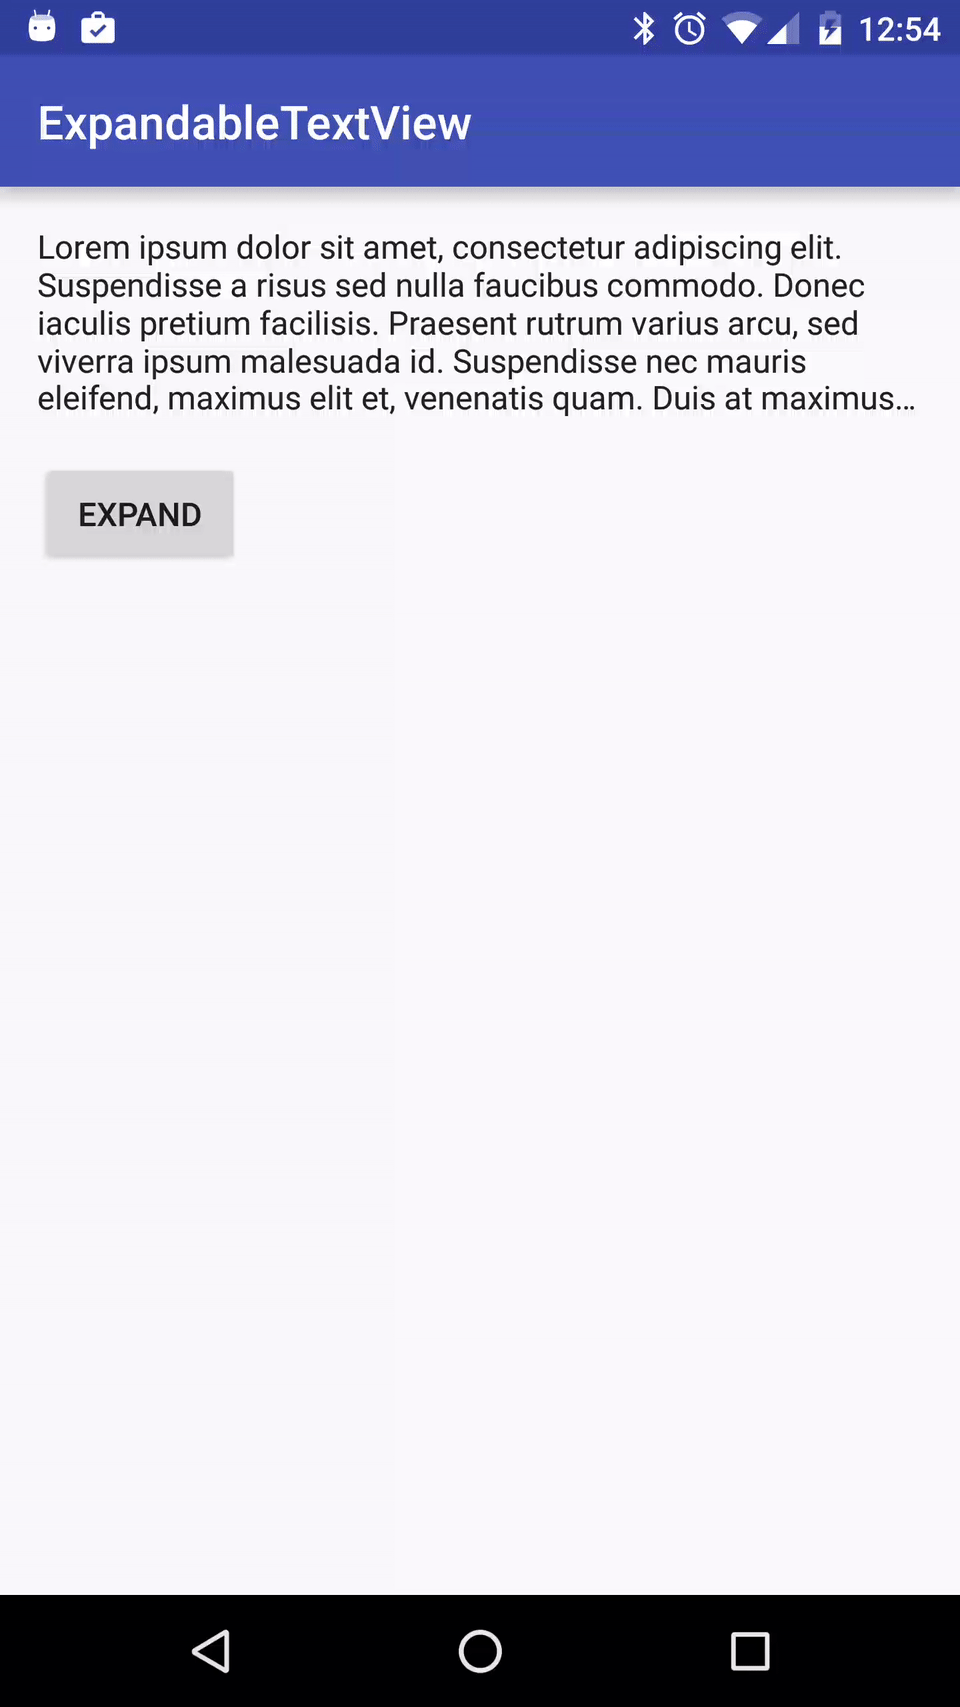 12:54
ExpandableTextView
Lorem ipsum dolor sit amet, consectetur adipiscing elit.
Suspendisse a risus sed nulla faucibus commodo. Donec
iaculis pretium facilisis. Praesent rutrum varius arcu, sed
viverra ipsum malesuada id. Suspendisse nec mauris
eleifend, maximus elit et, venenatis quam. Duis at maximus…
EXPAND